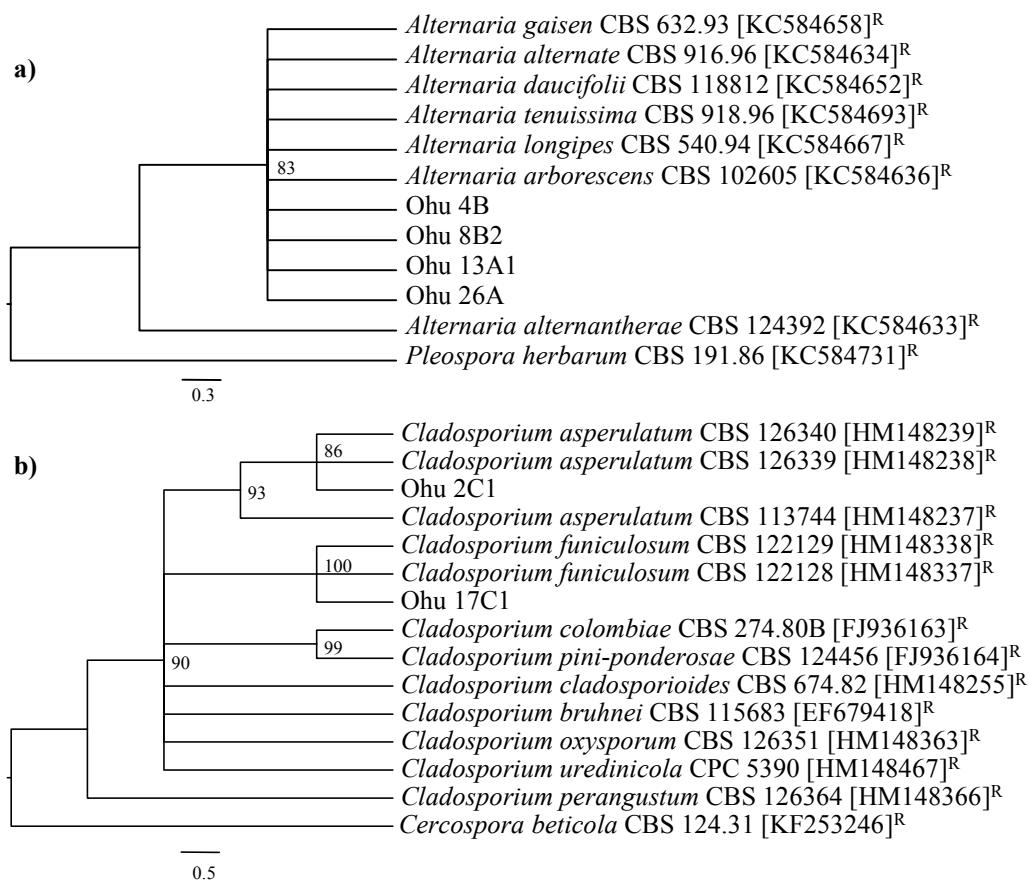 a)
Alternaria gaisen CBS 632.93 [KC584658]ᴿ
Alternaria alternate CBS 916.96 [KC584634]ᴿ
Alternaria daucifolii CBS 118812 [KC584652]ᴿ
Alternaria tenuissima CBS 918.96 [KC584693]ᴿ
Alternaria longipes CBS 540.94 [KC584667]ᴿ
83
Alternaria arborescens CBS 102605 [KC584636]ᴿ
Ohu 4B
Ohu 8B2
Ohu 13A1
Ohu 26A
Alternaria alternantherae CBS 124392 [KC584633]ᴿ
Pleospora herbarum CBS 191.86 [KC584731]ᴿ
0.3
b)
Cladosporium asperulatum CBS 126340 [HM148239]ᴿ
86
Cladosporium asperulatum CBS 126339 [HM148238]ᴿ
Ohu 2C1
93
Cladosporium asperulatum CBS 113744 [HM148237]ᴿ
Cladosporium funiculosum CBS 122129 [HM148338]ᴿ
100
Cladosporium funiculosum CBS 122128 [HM148337]ᴿ
Ohu 17C1
Cladosporium colombiae CBS 274.80B [FJ936163]ᴿ
99
Cladosporium pini-ponderosae CBS 124456 [FJ936164]ᴿ
90
Cladosporium cladosporioides CBS 674.82 [HM148255]ᴿ
Cladosporium bruhnei CBS 115683 [EF679418]ᴿ
Cladosporium oxysporum CBS 126351 [HM148363]ᴿ
Cladosporium uredinicola CPC 5390 [HM148467]ᴿ
Cladosporium perangustum CBS 126364 [HM148366]ᴿ
Cercospora beticola CBS 124.31 [KF253246]ᴿ
0.5